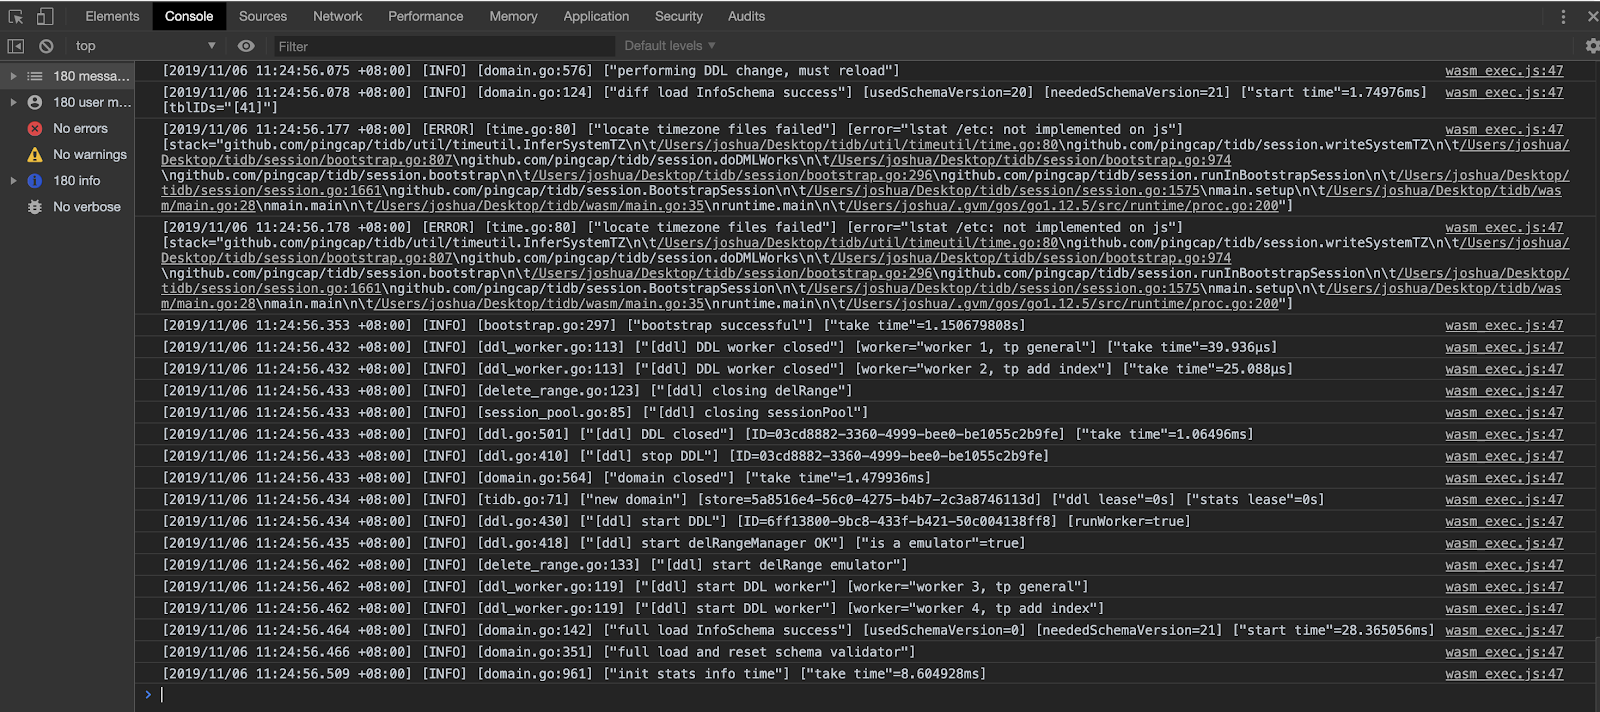 Elements Console Sources Network Performance Memory Application Security Audits
top Filter Default levels
180 messa...
180 user m...
No errors
No warnings
180 info
No verbose
[2019/11/06 11:24:56.075 +08:00] [INFO] [domain.go:576] ["performing DDL change, must reload"] wasm_exec.js:47
[2019/11/06 11:24:56.078 +08:00] [INFO] [domain.go:124] ["diff load InfoSchema success"] [usedSchemaVersion=20] [neededSchemaVersion=21] ["start time"=1.74976ms] wasm_exec.js:47
[tblIDs="[41]"]
[2019/11/06 11:24:56.177 +08:00] [ERROR] [time.go:80] ["locate timezone files failed"] [error="lstat /etc: not implemented on js"] wasm_exec.js:47
[stack="github.com/pingcap/tidb/util/timeutil.InferSystemTZ\n\t/Users/joshua/Desktop/tidb/util/timeutil/time.go:80\ngithub.com/pingcap/tidb/session.writeSystemTZ\n\t/Users/joshua/
Desktop/tidb/session/bootstrap.go:807\ngithub.com/pingcap/tidb/session.doDMLWorks\n\t/Users/joshua/Desktop/tidb/session/bootstrap.go:974
\ngithub.com/pingcap/tidb/session.bootstrap\n\t/Users/joshua/Desktop/tidb/session/bootstrap.go:296\ngithub.com/pingcap/tidb/session.runInBootstrapSession\n\t/Users/joshua/Desktop/
tidb/session/session.go:1661\ngithub.com/pingcap/tidb/session.BootstrapSession\n\t/Users/joshua/Desktop/tidb/session/session.go:1575\nmain.setup\n\t/Users/joshua/Desktop/tidb/was
m/main.go:28\nmain.main\n\t/Users/joshua/Desktop/tidb/wasm/main.go:35\nruntime.main\n\t/Users/joshua/.gvm/gos/go1.12.5/src/runtime/proc.go:200"]
[2019/11/06 11:24:56.178 +08:00] [ERROR] [time.go:80] ["locate timezone files failed"] [error="lstat /etc: not implemented on js"] wasm_exec.js:47
[stack="github.com/pingcap/tidb/util/timeutil.InferSystemTZ\n\t/Users/joshua/Desktop/tidb/util/timeutil/time.go:80\ngithub.com/pingcap/tidb/session.writeSystemTZ\n\t/Users/joshua/
Desktop/tidb/session/bootstrap.go:807\ngithub.com/pingcap/tidb/session.doDMLWorks\n\t/Users/joshua/Desktop/tidb/session/bootstrap.go:974
\ngithub.com/pingcap/tidb/session.bootstrap\n\t/Users/joshua/Desktop/tidb/session/bootstrap.go:296\ngithub.com/pingcap/tidb/session.runInBootstrapSession\n\t/Users/joshua/Desktop/
tidb/session/session.go:1661\ngithub.com/pingcap/tidb/session.BootstrapSession\n\t/Users/joshua/Desktop/tidb/session/session.go:1575\nmain.setup\n\t/Users/joshua/Desktop/tidb/was
m/main.go:28\nmain.main\n\t/Users/joshua/Desktop/tidb/wasm/main.go:35\nruntime.main\n\t/Users/joshua/.gvm/gos/go1.12.5/src/runtime/proc.go:200"]
[2019/11/06 11:24:56.353 +08:00] [INFO] [bootstrap.go:297] ["bootstrap successful"] ["take time"=1.150679808s] wasm_exec.js:47
[2019/11/06 11:24:56.432 +08:00] [INFO] [ddl_worker.go:113] ["[ddl] DDL worker closed"] [worker="worker 1, tp general"] ["take time"=39.936µs] wasm_exec.js:47
[2019/11/06 11:24:56.432 +08:00] [INFO] [ddl_worker.go:113] ["[ddl] DDL worker closed"] [worker="worker 2, tp add index"] ["take time"=25.088µs] wasm_exec.js:47
[2019/11/06 11:24:56.433 +08:00] [INFO] [delete_range.go:123] ["[ddl] closing delRange"] wasm_exec.js:47
[2019/11/06 11:24:56.433 +08:00] [INFO] [session_pool.go:85] ["[ddl] closing sessionPool"] wasm_exec.js:47
[2019/11/06 11:24:56.433 +08:00] [INFO] [ddl.go:501] ["[ddl] DDL closed"] [ID=03cd8882-3360-4999-bee0-be1055c2b9fe] ["take time"=1.06496ms] wasm_exec.js:47
[2019/11/06 11:24:56.433 +08:00] [INFO] [ddl.go:410] ["[ddl] stop DDL"] [ID=03cd8882-3360-4999-bee0-be1055c2b9fe] wasm_exec.js:47
[2019/11/06 11:24:56.433 +08:00] [INFO] [domain.go:564] ["domain closed"] ["take time"=1.479936ms] wasm_exec.js:47
[2019/11/06 11:24:56.434 +08:00] [INFO] [tidb.go:71] ["new domain"] [store=5a8516e4-56c0-4275-b4b7-2c3a8746113d] ["ddl lease"=0s] ["stats lease"=0s] wasm_exec.js:47
[2019/11/06 11:24:56.434 +08:00] [INFO] [ddl.go:430] ["[ddl] start DDL"] [ID=6ff13800-9bc8-433f-b421-50c004138ff8] [runWorker=true] wasm_exec.js:47
[2019/11/06 11:24:56.435 +08:00] [INFO] [ddl.go:418] ["[ddl] start delRangeManager OK"] ["is a emulator"=true] wasm_exec.js:47
[2019/11/06 11:24:56.462 +08:00] [INFO] [delete_range.go:133] ["[ddl] start delRange emulator"] wasm_exec.js:47
[2019/11/06 11:24:56.462 +08:00] [INFO] [ddl_worker.go:119] ["[ddl] start DDL worker"] [worker="worker 3, tp general"] wasm_exec.js:47
[2019/11/06 11:24:56.462 +08:00] [INFO] [ddl_worker.go:119] ["[ddl] start DDL worker"] [worker="worker 4, tp add index"] wasm_exec.js:47
[2019/11/06 11:24:56.464 +08:00] [INFO] [domain.go:142] ["full load InfoSchema success"] [usedSchemaVersion=0] [neededSchemaVersion=21] ["start time"=28.365056ms] wasm_exec.js:47
[2019/11/06 11:24:56.466 +08:00] [INFO] [domain.go:351] ["full load and reset schema validator"] wasm_exec.js:47
[2019/11/06 11:24:56.509 +08:00] [INFO] [domain.go:961] ["init stats info time"] ["take time"=8.604928ms] wasm_exec.js:47